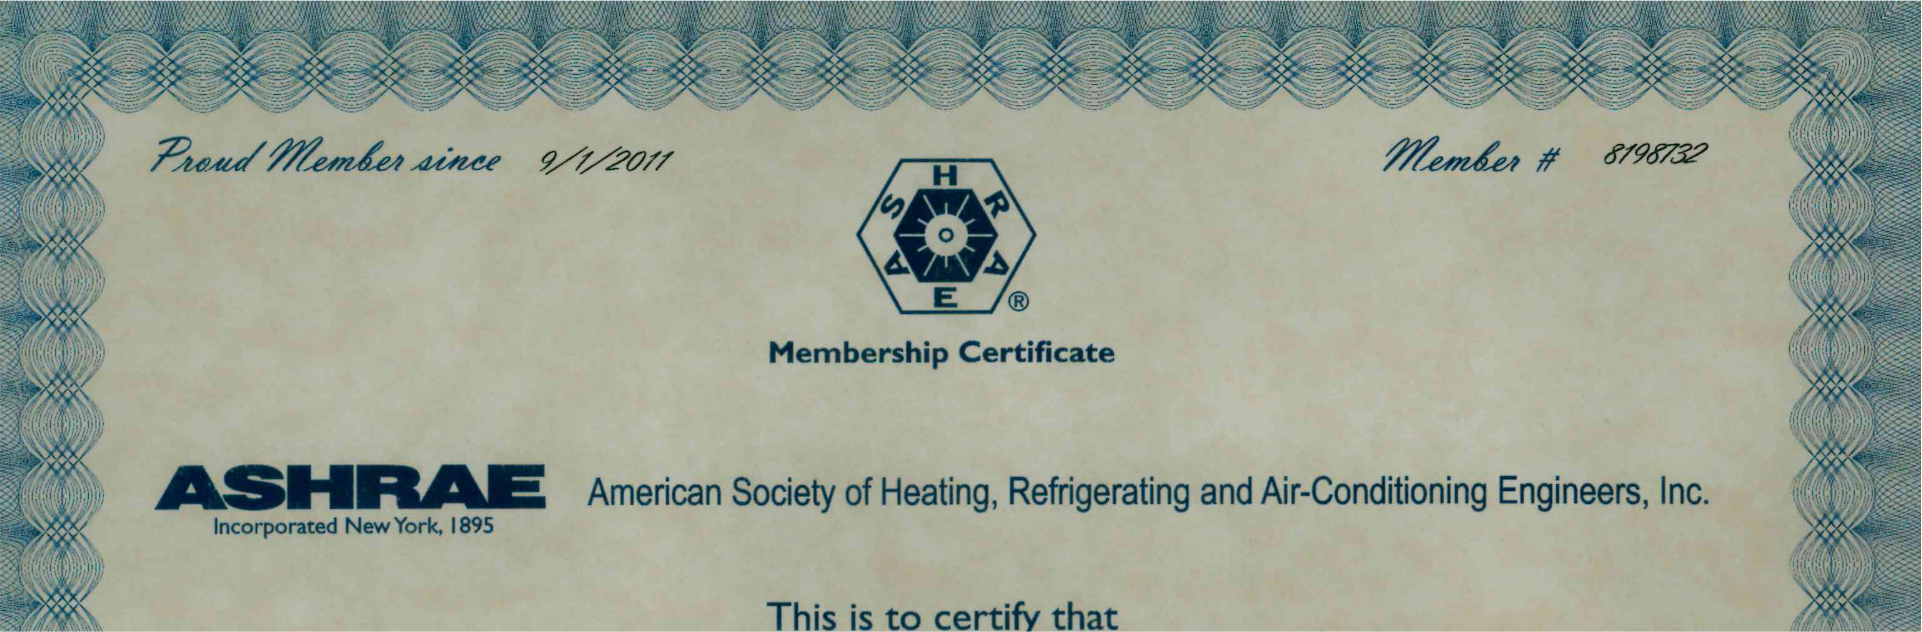 Proud Member since 9/1/2011
Member # 8198732
ASHRAE ®
Membership Certificate
ASHRAE American Society of Heating, Refrigerating and Air-Conditioning Engineers, Inc.
Incorporated New York, 1895
This is to certify that